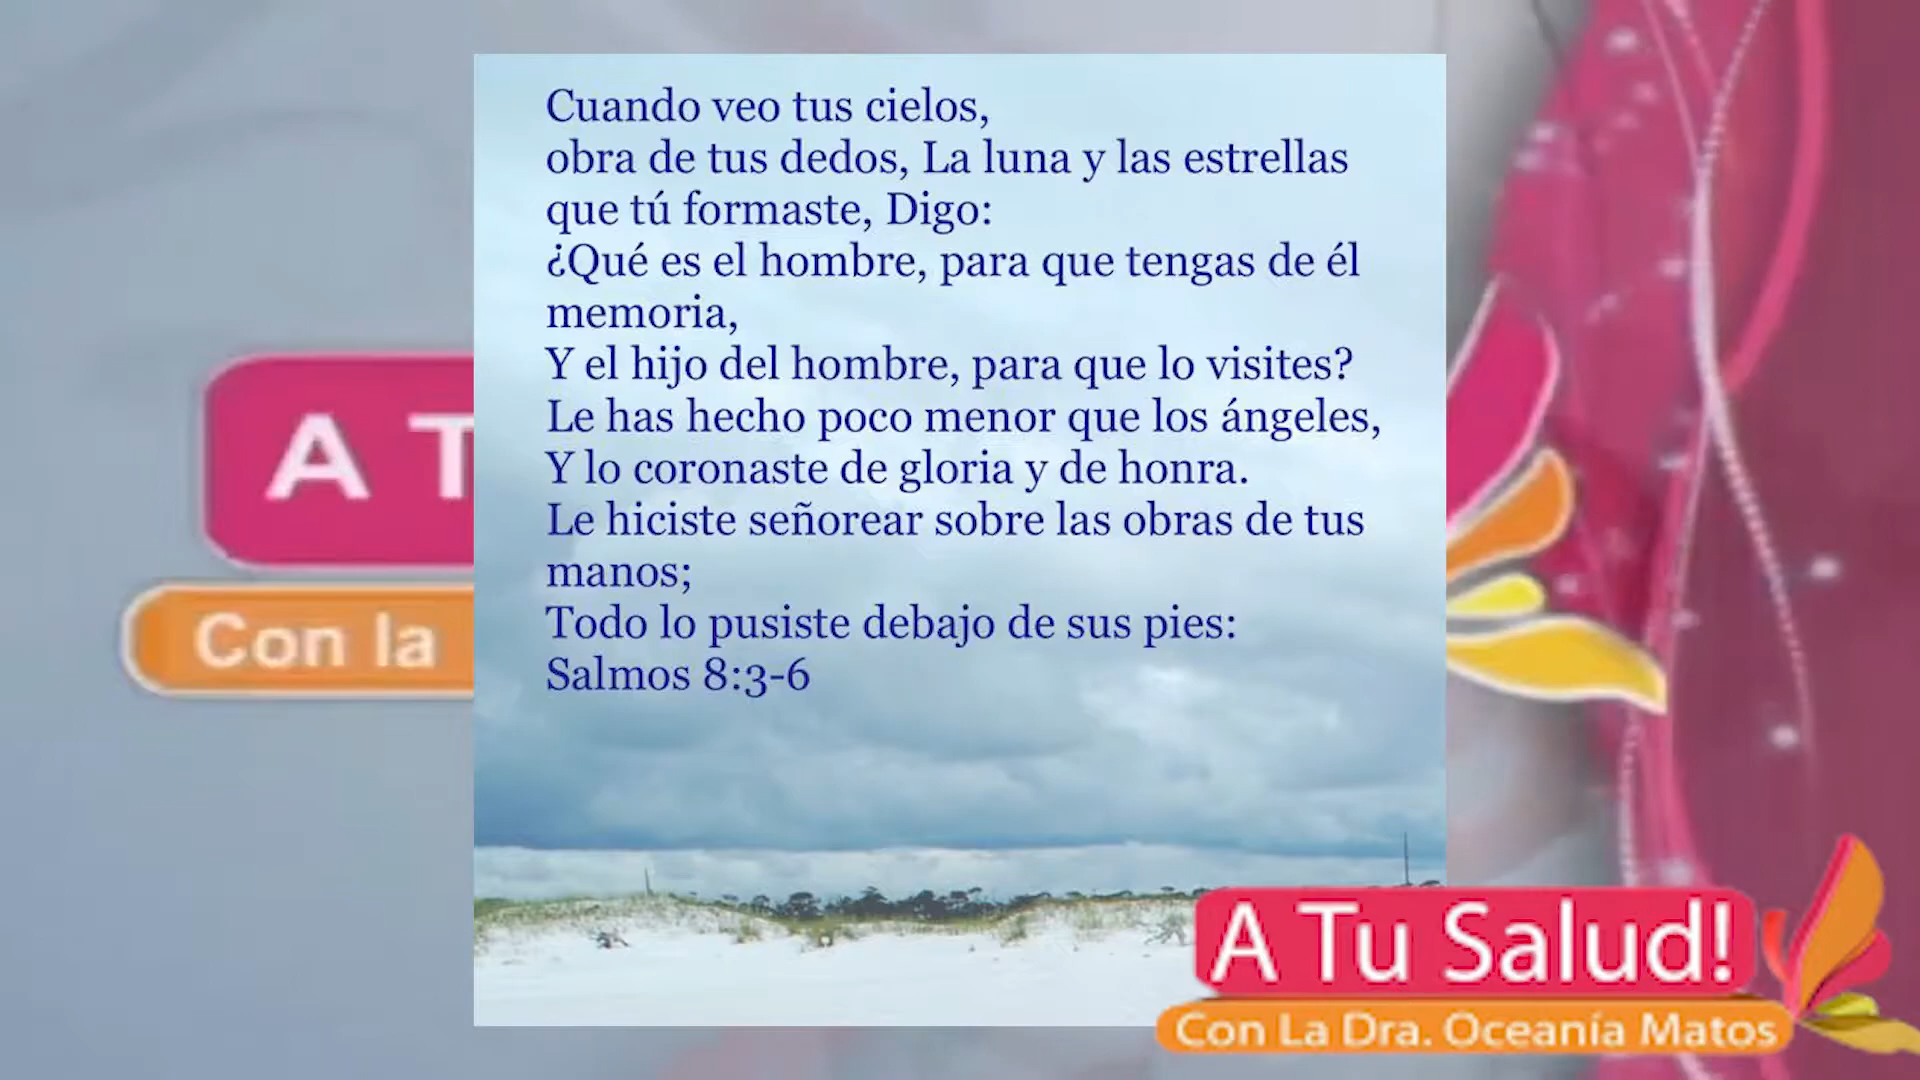 Cuando veo tus cielos,
obra de tus dedos, La luna y las estrellas
que tú formaste, Digo:
¿Qué es el hombre, para que tengas de él
memoria,
Y el hijo del hombre, para que lo visites?
Le has hecho poco menor que los ángeles,
Y lo coronaste de gloria y de honra.
Le hiciste señorear sobre las obras de tus
manos;
Todo lo pusiste debajo de sus pies:
Salmos 8:3-6
A T
Con la
A Tu Salud!
Con La Dra. Oceanía Matos